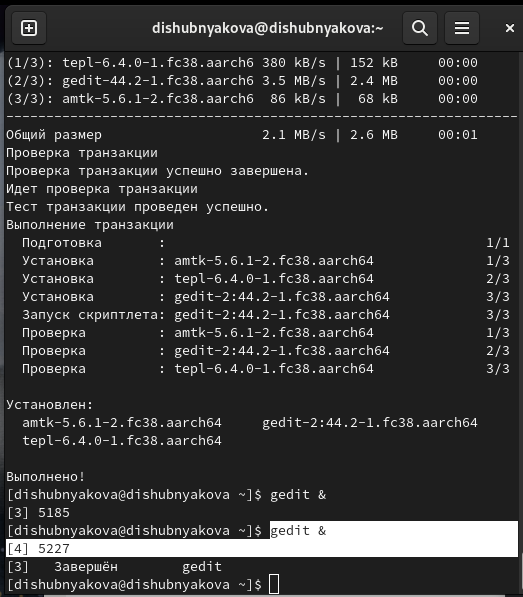 dishubnyakova@dishubnyakova:~
(1/3): tepl-6.4.0-1.fc38.aarch6 380 kB/s | 152 kB     00:00
(2/3): gedit-44.2-1.fc38.aarch6 3.5 MB/s | 2.4 MB     00:00
(3/3): amtk-5.6.1-2.fc38.aarch6  86 kB/s |  68 kB     00:00
----------------------------------------------------------------
Общий размер                    2.1 MB/s | 2.6 MB     00:01
Проверка транзакции
Проверка транзакции успешно завершена.
Идет проверка транзакции
Тест транзакции проведен успешно.
Выполнение транзакции
  Подготовка       :                                        1/1
  Установка        : amtk-5.6.1-2.fc38.aarch64              1/3
  Установка        : tepl-6.4.0-1.fc38.aarch64              2/3
  Установка        : gedit-2:44.2-1.fc38.aarch64            3/3
  Запуск скриптлета: gedit-2:44.2-1.fc38.aarch64            3/3
  Проверка         : amtk-5.6.1-2.fc38.aarch64              1/3
  Проверка         : gedit-2:44.2-1.fc38.aarch64            2/3
  Проверка         : tepl-6.4.0-1.fc38.aarch64              3/3
Установлен:
  amtk-5.6.1-2.fc38.aarch64     gedit-2:44.2-1.fc38.aarch64
  tepl-6.4.0-1.fc38.aarch64
Выполнено!
[dishubnyakova@dishubnyakova ~]$ gedit &
[3] 5185
[dishubnyakova@dishubnyakova ~]$ gedit &
[4] 5227
[3]   Завершён        gedit
[dishubnyakova@dishubnyakova ~]$